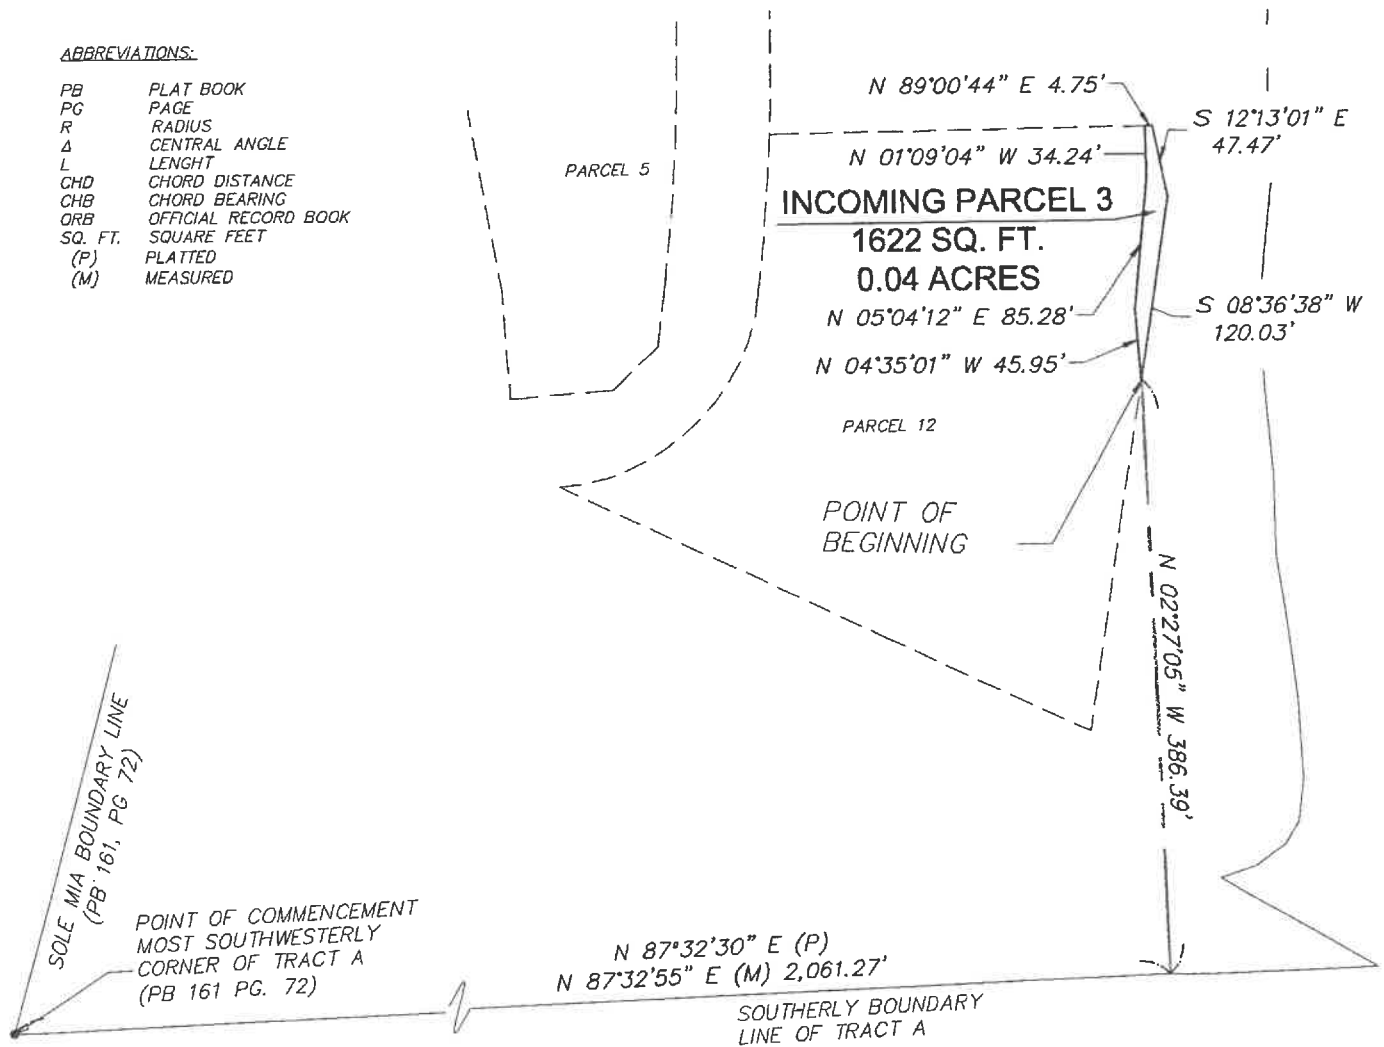 ABBREVIATIONS:
PB PLAT BOOK
PG PAGE
R RADIUS
Δ CENTRAL ANGLE
L LENGHT
CHD CHORD DISTANCE
CHB CHORD BEARING
ORB OFFICIAL RECORD BOOK
SQ. FT. SQUARE FEET
(P) PLATTED
(M) MEASURED
PARCEL 5
N 89°00'44" E 4.75'
S 12°13'01" E
47.47'
N 01°09'04" W 34.24'
INCOMING PARCEL 3
1622 SQ. FT.
0.04 ACRES
N 05°04'12" E 85.28'
S 08°36'38" W
120.03'
N 04°35'01" W 45.95'
PARCEL 12
POINT OF
BEGINNING
N 02°27'05" W 386.39'
SOLE MIA BOUNDARY LINE
(PB 161, PG 72)
POINT OF COMMENCEMENT
MOST SOUTHWESTERLY
CORNER OF TRACT A
(PB 161 PG. 72)
N 87°32'30" E (P)
N 87°32'55" E (M) 2,061.27'
SOUTHERLY BOUNDARY
LINE OF TRACT A